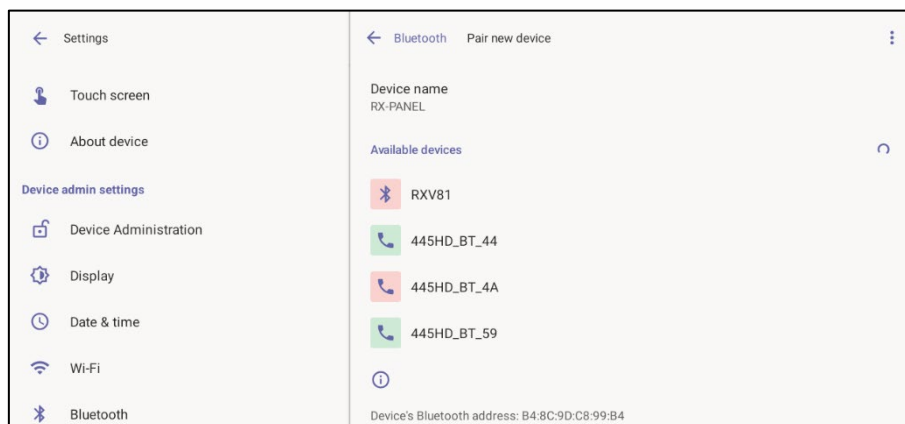 Settings
Touch screen
About device
Device admin settings
Device Administration
Display
Date & time
Wi-Fi
Bluetooth
Bluetooth Pair new device
Device name
RX-PANEL
Available devices
RXV81
445HD_BT_44
445HD_BT_4A
445HD_BT_59
Device's Bluetooth address: B4:8C:9D:C8:99:B4